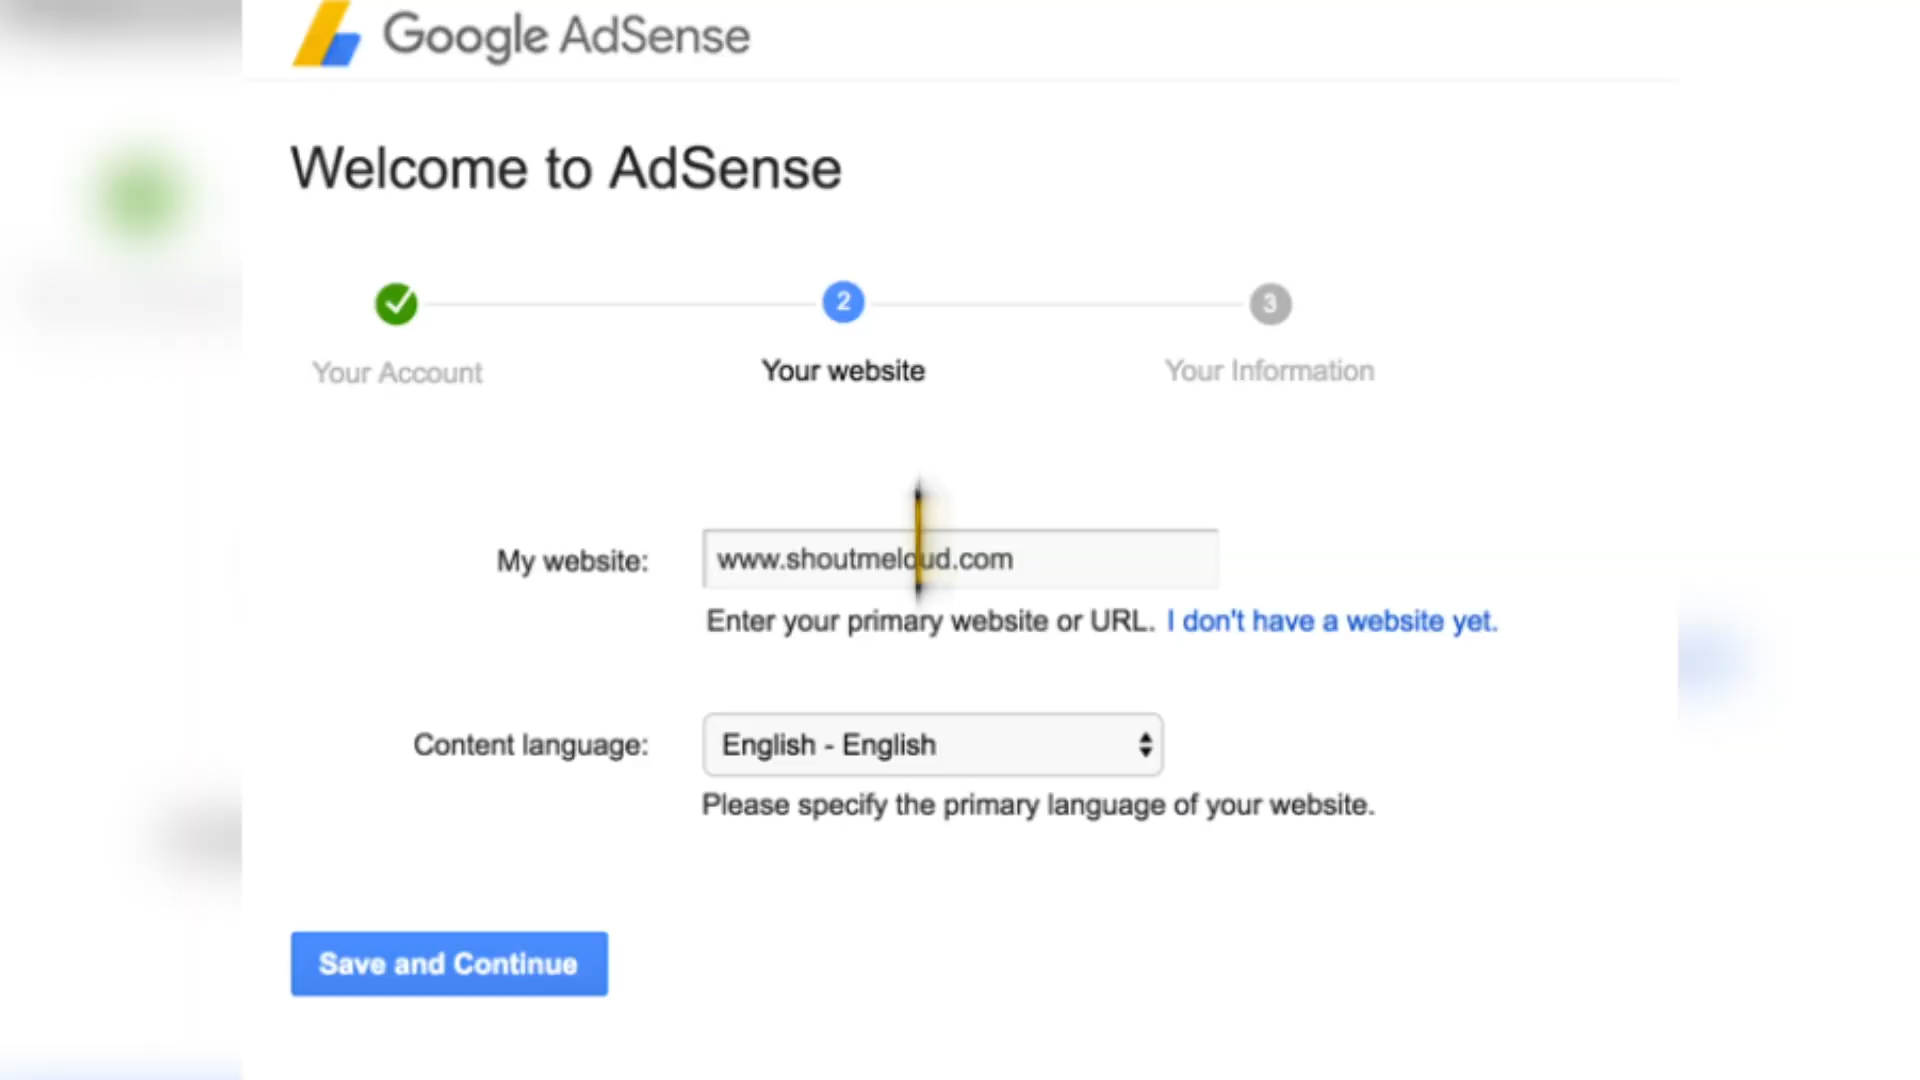 Google AdSense
Welcome to AdSense
2
3
Your Account
Your website
Your Information
My website:
www.shoutmeloud.com
Enter your primary website or URL. I don't have a website yet.
Content language:
English - English
Please specify the primary language of your website.
Save and Continue